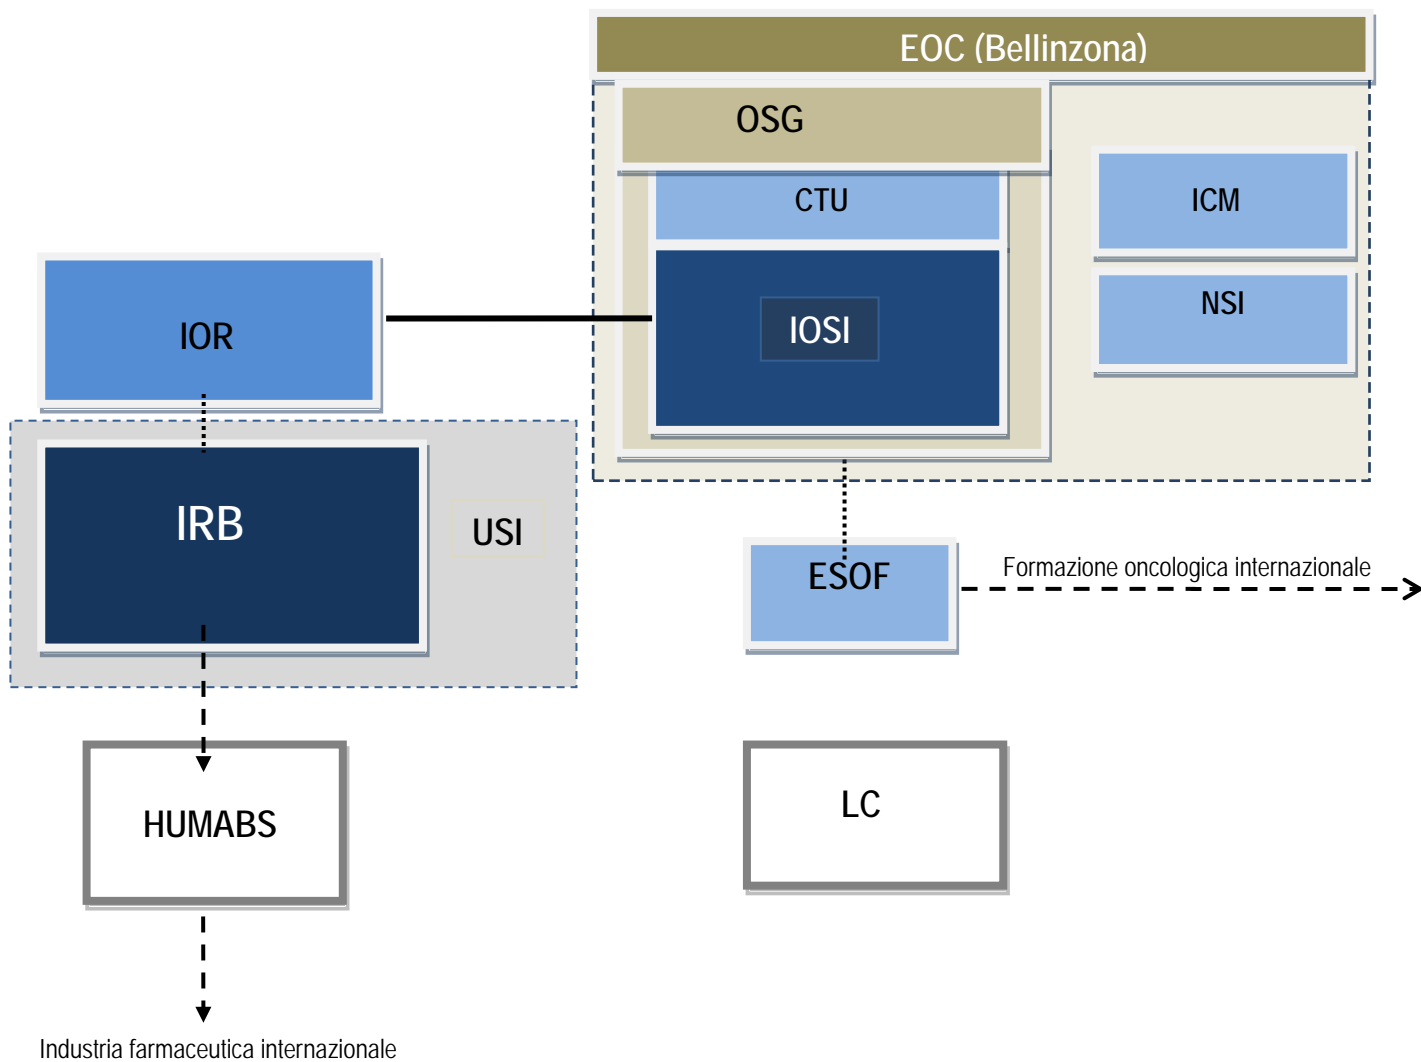 EOC (Bellinzona)
OSG
CTU
ICM
IOSI
NSI
IOR
IRB
USI
ESOF
Formazione oncologica internazionale
HUMABS
LC
Industria farmaceutica internazionale